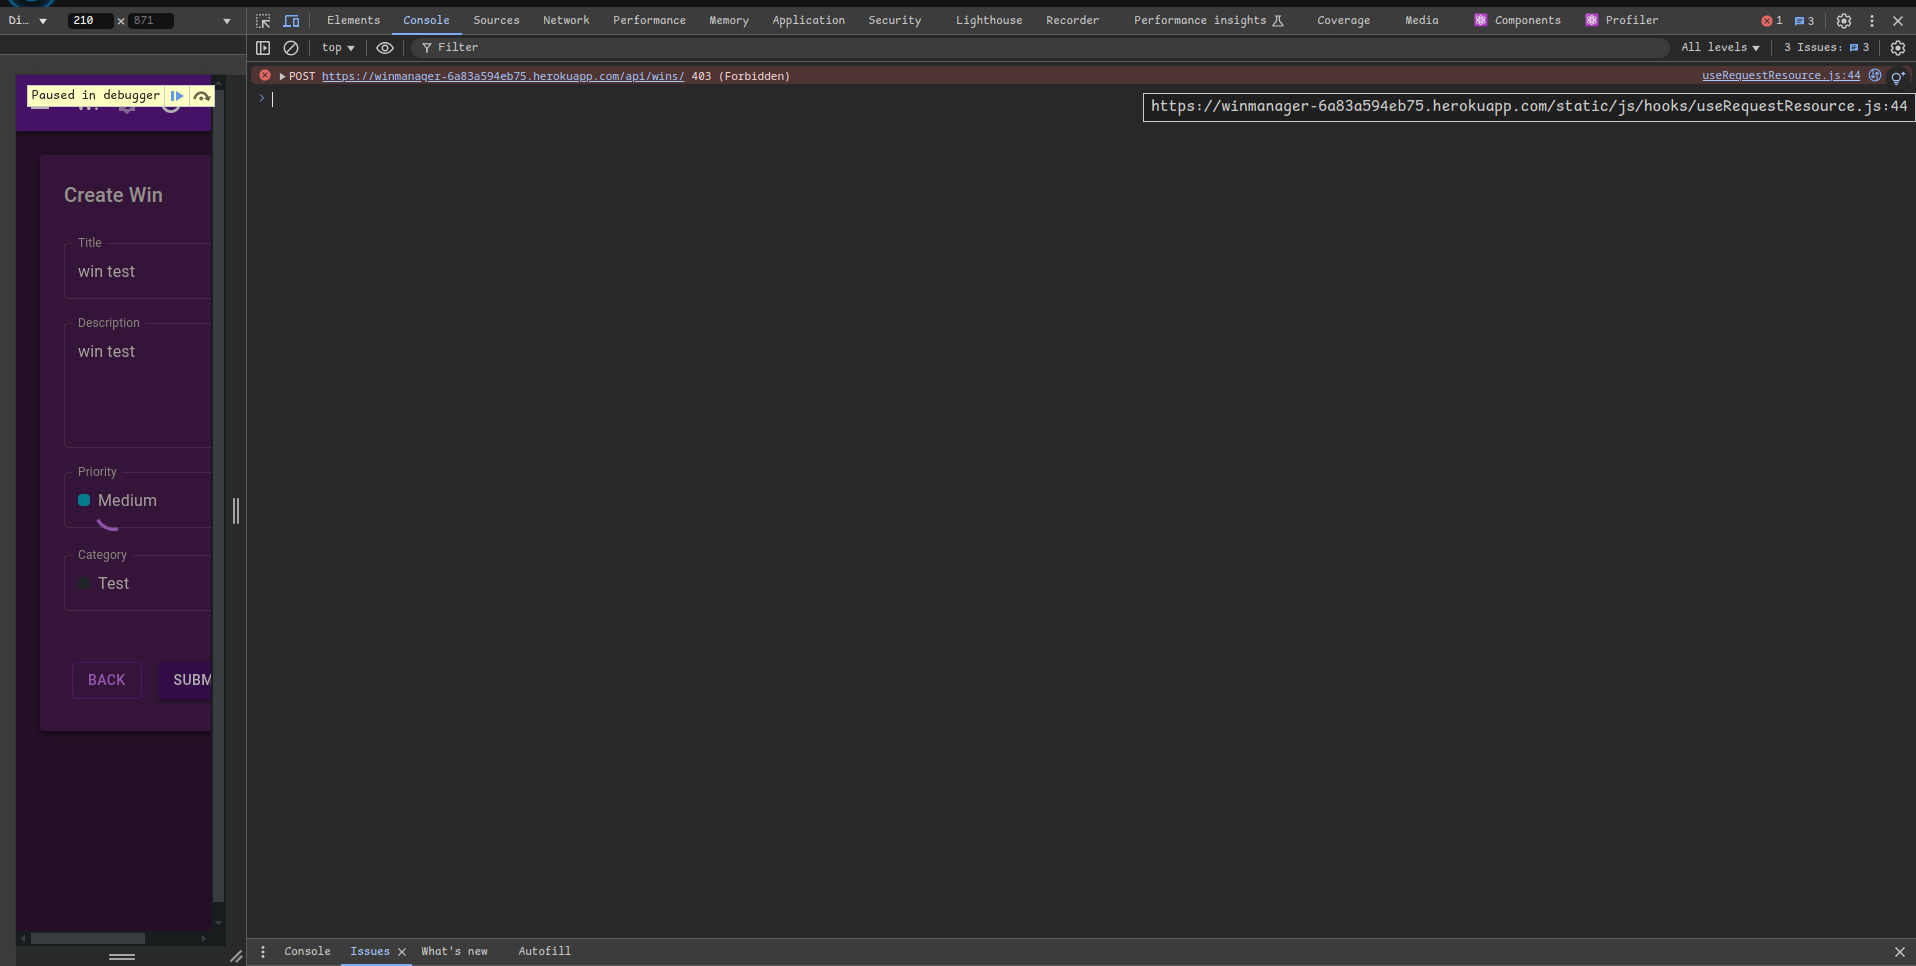 Di… 210 × 871
Elements Console Sources Network Performance Memory Application Security Lighthouse Recorder Performance insights Coverage Media Components Profiler 1 3
top Filter All levels 3 Issues: 3
POST https://winmanager-6a83a594eb75.herokuapp.com/api/wins/ 403 (Forbidden) useRequestResource.js:44
https://winmanager-6a83a594eb75.herokuapp.com/static/js/hooks/useRequestResource.js:44
Paused in debugger
Create Win
Title
win test
Description
win test
Priority
Medium
Category
Test
BACK SUBM
Console Issues What's new Autofill